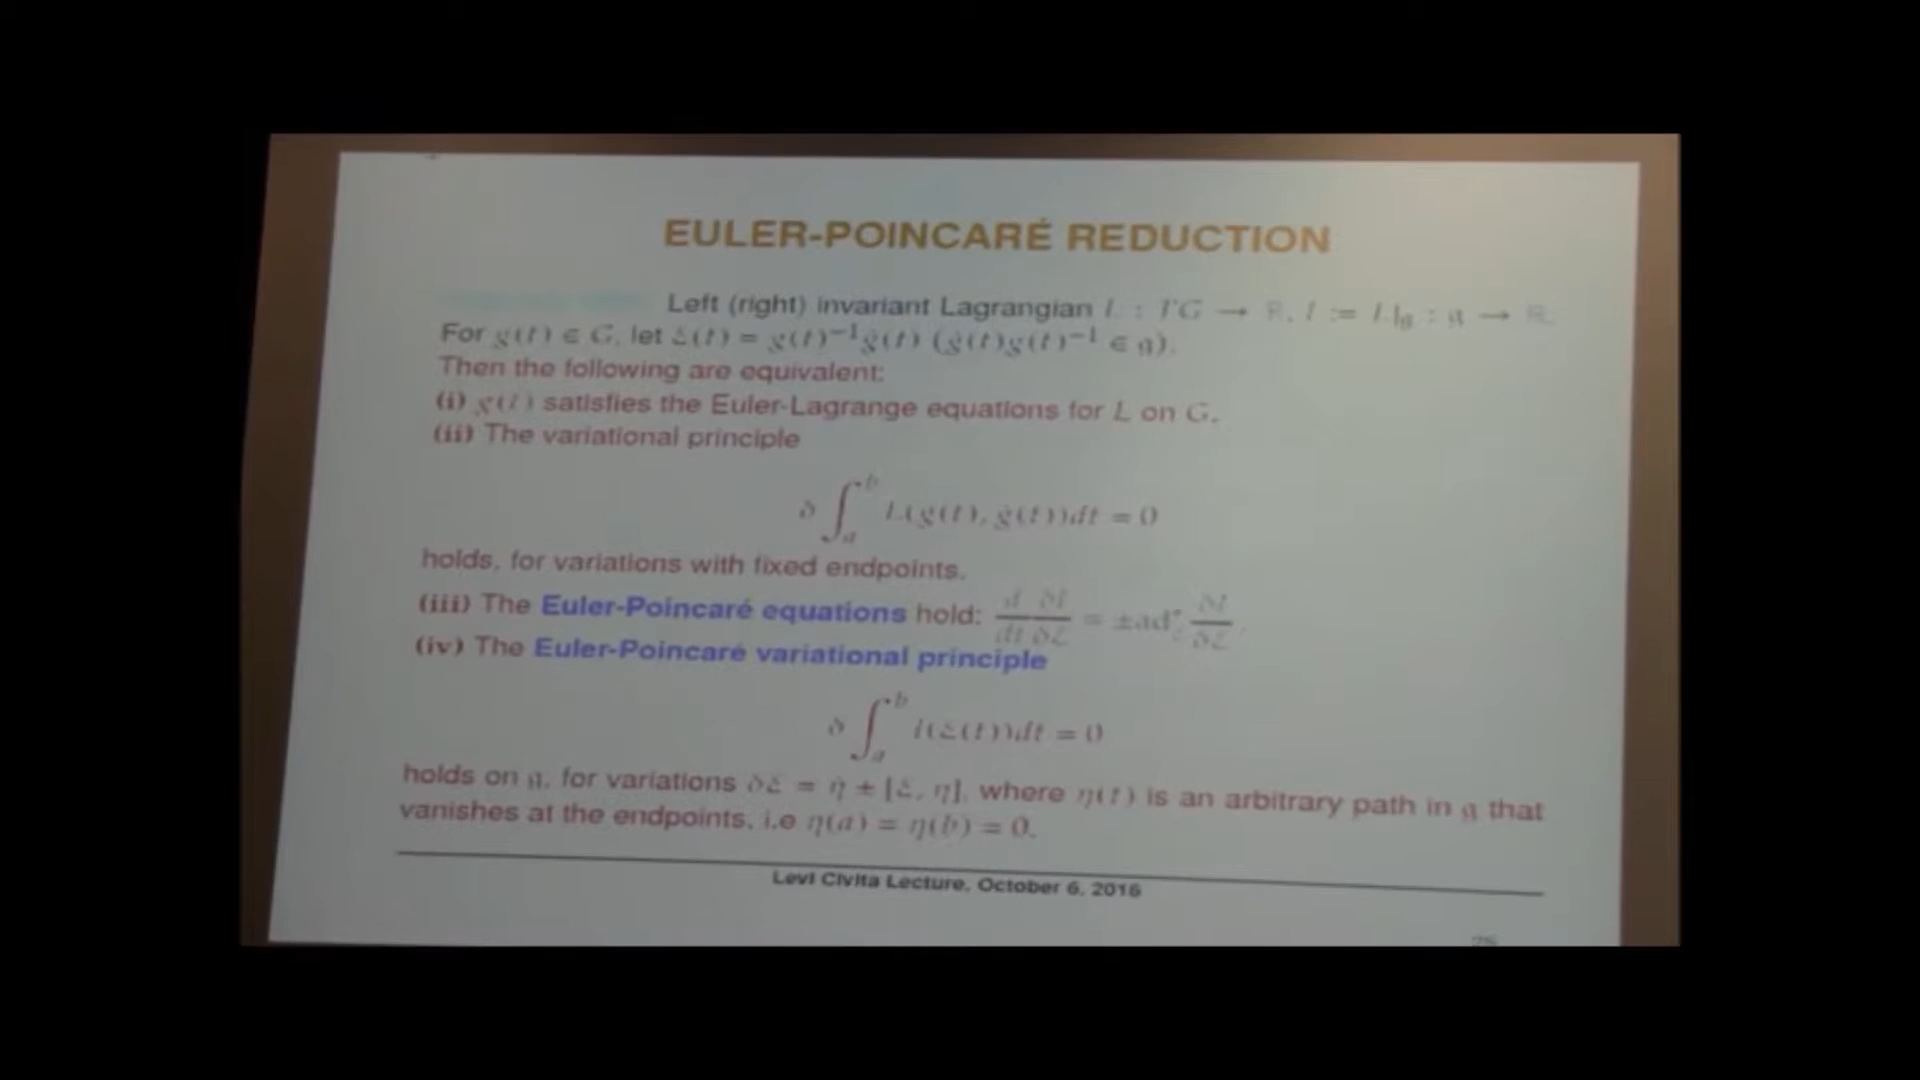 EULER-POINCARÉ REDUCTION
Left (right) invariant Lagrangian L : TG → ℝ, l := L|𝔤 : 𝔤 → ℝ.
For g(t) ∈ G, let ξ(t) = g(t)⁻¹ġ(t) (ġ(t)g(t)⁻¹ ∈ 𝔤).
Then the following are equivalent:
(i) g(t) satisfies the Euler-Lagrange equations for L on G.
(ii) The variational principle
δ ∫ₐᵇ L(g(t), ġ(t))dt = 0
holds, for variations with fixed endpoints.
(iii) The Euler-Poincaré equations hold: d/dt ∂l/∂ξ = ±ad*ξ ∂l/∂ξ.
(iv) The Euler-Poincaré variational principle
δ ∫ₐᵇ l(ξ(t))dt = 0
holds on 𝔤, for variations δξ = η̇ ± [ξ, η], where η(t) is an arbitrary path in 𝔤 that
vanishes at the endpoints, i.e η(a) = η(b) = 0.
Levi Civita Lecture, October 6, 2016